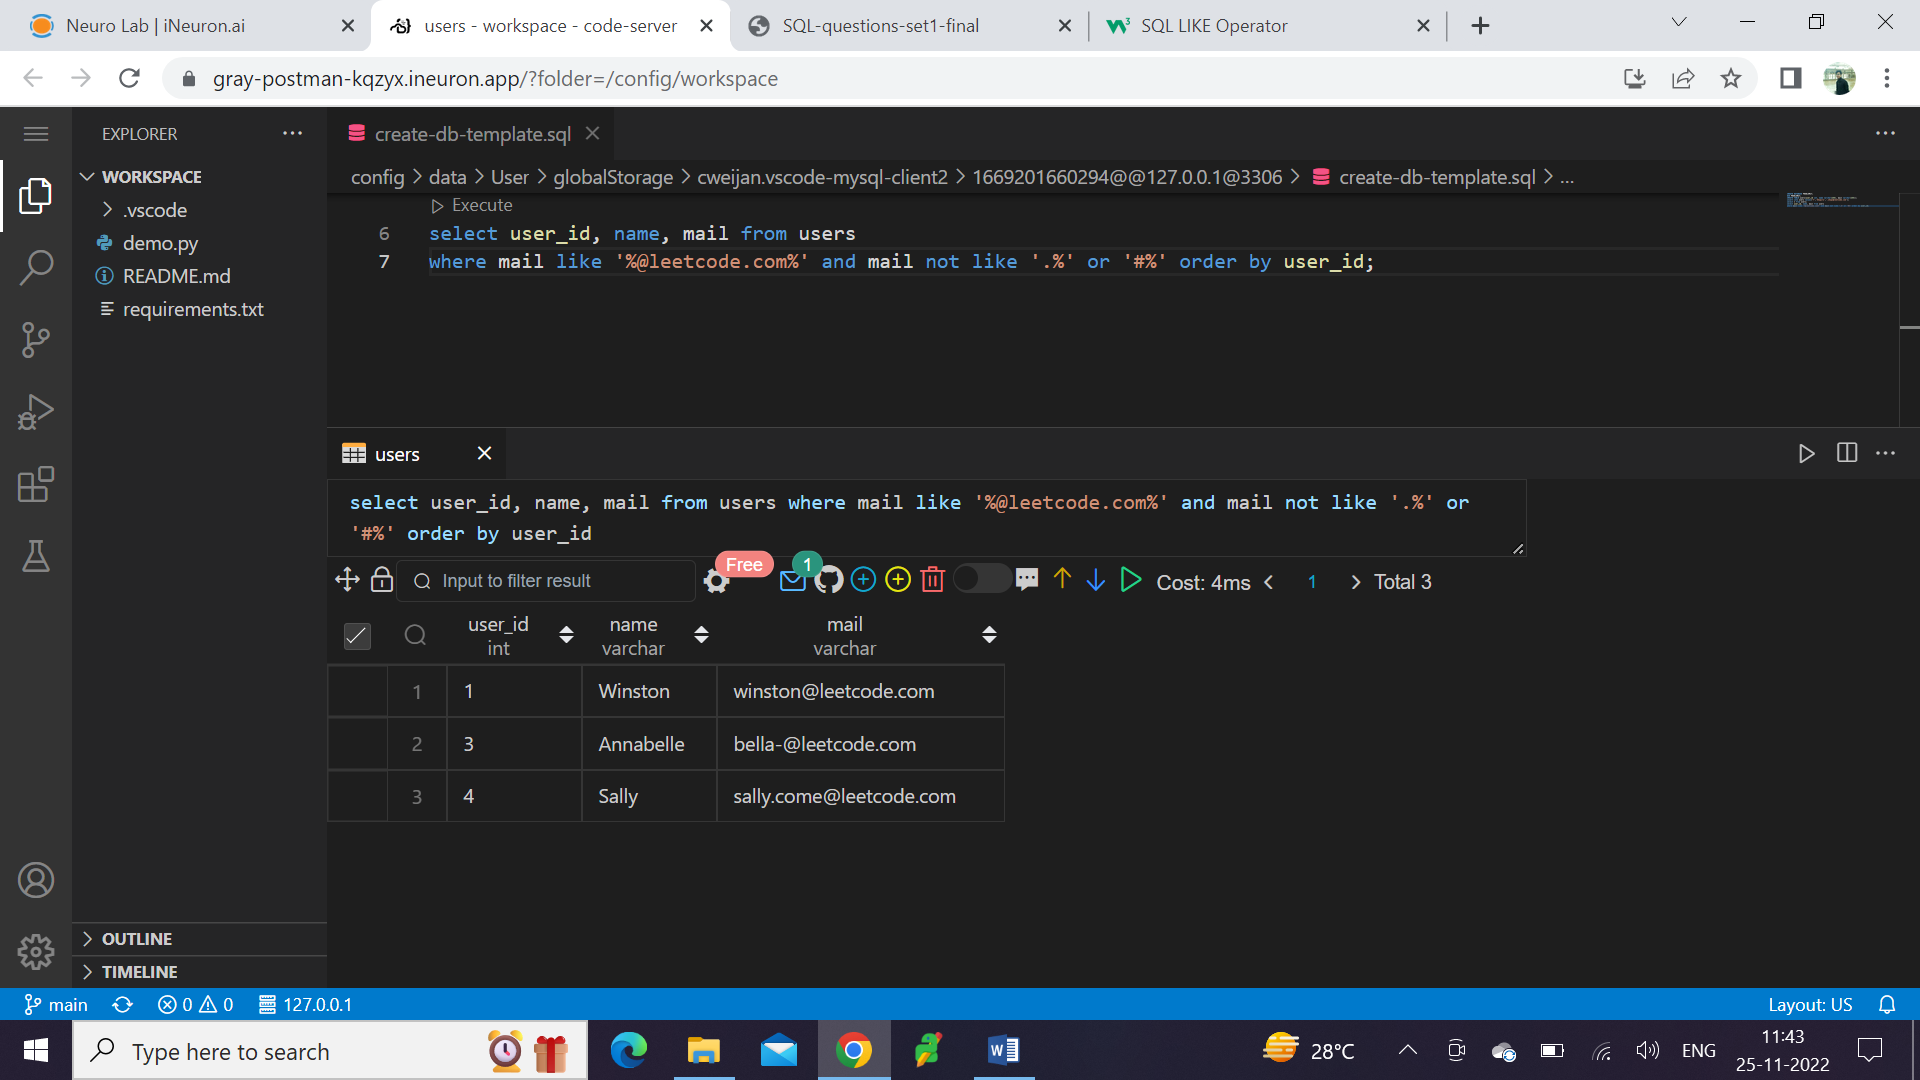 Neuro Lab | iNeuron.ai
users - workspace - code-server
SQL-questions-set1-final
SQL LIKE Operator
gray-postman-kqzyx.ineuron.app/?folder=/config/workspace
EXPLORER
create-db-template.sql
WORKSPACE
config > data > User > globalStorage > cweijan.vscode-mysql-client2 > 1669201660294@@127.0.0.1@3306 > create-db-template.sql > ...
.vscode
demo.py
README.md
requirements.txt
Execute
6 select user_id, name, mail from users
7 where mail like '%@leetcode.com%' and mail not like '.%' or '#%' order by user_id;
users
select user_id, name, mail from users where mail like '%@leetcode.com%' and mail not like '.%' or
'#%' order by user_id
Input to filter result
Free
1
Cost: 4ms < 1 > Total 3
user_id name mail
int varchar varchar
1 1 Winston winston@leetcode.com
2 3 Annabelle bella-@leetcode.com
3 4 Sally sally.come@leetcode.com
OUTLINE
TIMELINE
main 0 0 127.0.0.1
Layout: US
Type here to search
28°C
ENG
11:43
25-11-2022